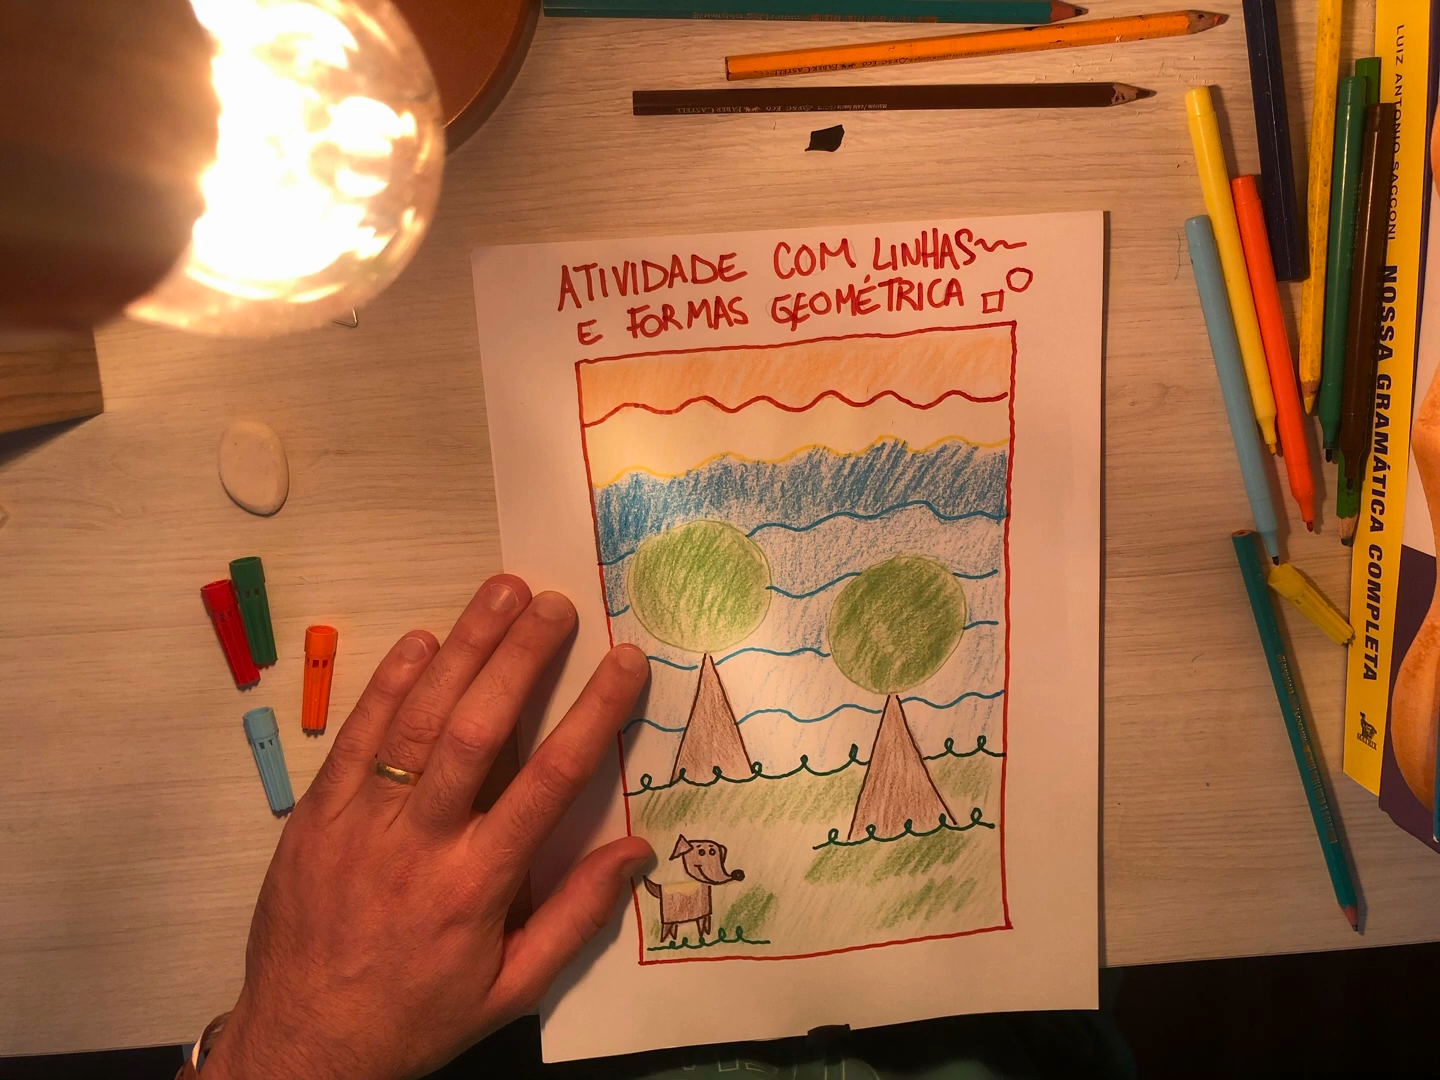 ATIVIDADE COM LINHAS
E FORMAS GEOMÉTRICA
LUIZ ANTONIO SACCONI
NOSSA GRAMÁTICA COMPLETA